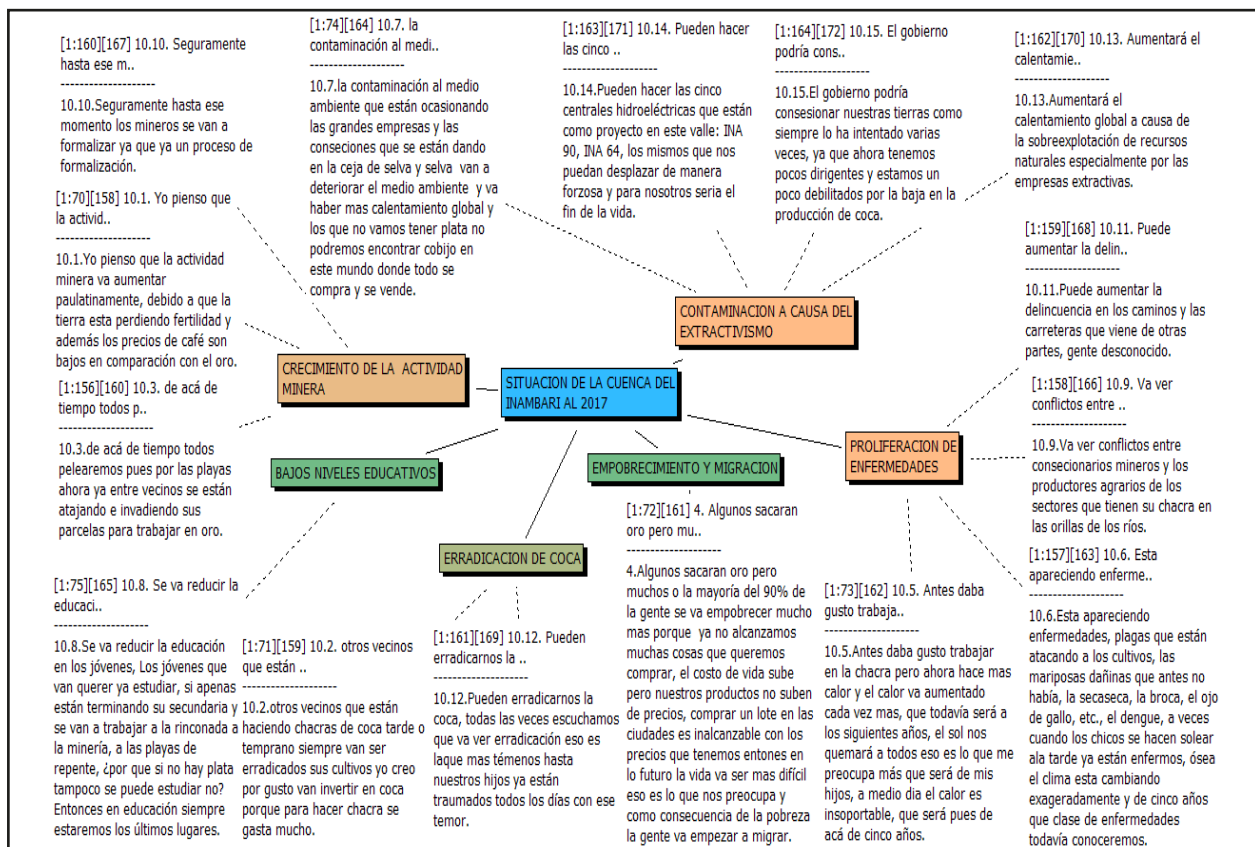 [1:160][167] 10.10. Seguramente
hasta ese m..
--------------------
10.10.Seguramente hasta ese
momento los mineros se van a
formalizar ya que ya un proceso de
formalización.
[1:74][164] 10.7. la
contaminación al medi..
--------------------
10.7.la contaminación al medio
ambiente que están ocasionando
las grandes empresas y las
conseciones que se están dando
en la ceja de selva y selva  van a
deteriorar el medio ambiente  y va
haber mas calentamiento global y
los que no vamos tener plata no
podremos encontrar cobijo en
este mundo donde todo se
compra y se vende.
[1:163][171] 10.14. Pueden hacer
las cinco ..
--------------------
10.14.Pueden hacer las cinco
centrales hidroeléctricas que están
como proyecto en este valle: INA
90, INA 64, los mismos que nos
puedan desplazar de manera
forzosa y para nosotros seria el
fin de la vida.
[1:164][172] 10.15. El gobierno
podría cons..
--------------------
10.15.El gobierno podría
consesionar nuestras tierras como
siempre lo ha intentado varias
veces, ya que ahora tenemos
pocos dirigentes y estamos un
poco debilitados por la baja en la
producción de coca.
[1:162][170] 10.13. Aumentará el
calentamie..
--------------------
10.13.Aumentará el
calentamiento global a causa de
la sobreexplotación de recursos
naturales especialmente por las
empresas extractivas.
[1:70][158] 10.1. Yo pienso que
la activid..
--------------------
10.1.Yo pienso que la actividad
minera va aumentar
paulatinamente, debido a que la
tierra esta perdiendo fertilidad y
además los precios de café son
bajos en comparación con el oro.
[1:159][168] 10.11. Puede
aumentar la delin..
--------------------
10.11.Puede aumentar la
delincuencia en los caminos y las
carreteras que viene de otras
partes, gente desconocido.
CONTAMINACION A CAUSA DEL
EXTRACTIVISMO
CRECIMIENTO DE LA  ACTIVIDAD
MINERA
SITUACION DE LA CUENCA DEL
INAMBARI AL 2017
[1:156][160] 10.3. de acá de
tiempo todos p..
--------------------
10.3.de acá de tiempo todos
pelearemos pues por las playas
ahora ya entre vecinos se están
atajando e invadiendo sus
parcelas para trabajar en oro.
[1:158][166] 10.9. Va ver
conflictos entre ..
--------------------
10.9.Va ver conflictos entre
consecionarios mineros y los
productores agrarios de los
sectores que tienen su chacra en
las orillas de los ríos.
BAJOS NIVELES EDUCATIVOS
EMPOBRECIMIENTO Y MIGRACION
PROLIFERACION DE
ENFERMEDADES
ERRADICACION DE COCA
[1:75][165] 10.8. Se va reducir la
educaci..
--------------------
10.8.Se va reducir la educación
en los jóvenes, Los jóvenes que
van querer ya estudiar, si apenas
están terminando su secundaria y
se van a trabajar a la rinconada a
la minería, a las playas de
repente, ¿por que si no hay plata
tampoco se puede estudiar no?
Entonces en educación siempre
estaremos los últimos lugares.
[1:71][159] 10.2. otros vecinos
que están ..
--------------------
10.2.otros vecinos que están
haciendo chacras de coca tarde o
temprano siempre van ser
erradicados sus cultivos yo creo
por gusto van invertir en coca
porque para hacer chacra se
gasta mucho.
[1:161][169] 10.12. Pueden
erradicarnos la ..
--------------------
10.12.Pueden erradicarnos la
coca, todas las veces escuchamos
que va ver erradicación eso es
laque mas témenos hasta
nuestros hijos ya están
traumados todos los días con ese
temor.
[1:72][161] 4. Algunos sacaran
oro pero mu..
--------------------
4.Algunos sacaran oro pero
muchos o la mayoría del 90% de
la gente se va empobrecer mucho
mas porque  ya no alcanzamos
muchas cosas que queremos
comprar, el costo de vida sube
pero nuestros productos no suben
de precios, comprar un lote en las
ciudades es inalcanzable con los
precios que tenemos entones en
lo futuro la vida va ser mas difícil
eso es lo que nos preocupa y
como consecuencia de la pobreza
la gente va empezar a migrar.
[1:73][162] 10.5. Antes daba
gusto trabaja..
--------------------
10.5.Antes daba gusto trabajar
en la chacra pero ahora hace mas
calor y el calor va aumentado
cada vez mas, que todavía será a
los siguientes años, el sol nos
quemará a todos eso es lo que me
preocupa más que será de mis
hijos, a medio dia el calor es
insoportable, que será pues de
acá de cinco años.
[1:157][163] 10.6. Esta
apareciendo enferme..
--------------------
10.6.Esta apareciendo
enfermedades, plagas que están
atacando a los cultivos, las
mariposas dañinas que antes no
había, la secaseca, la broca, el ojo
de gallo, etc., el dengue, a veces
cuando los chicos se hacen solear
ala tarde ya están enfermos, ósea
el clima esta cambiando
exageradamente y de cinco años
que clase de enfermedades
todavía conoceremos.